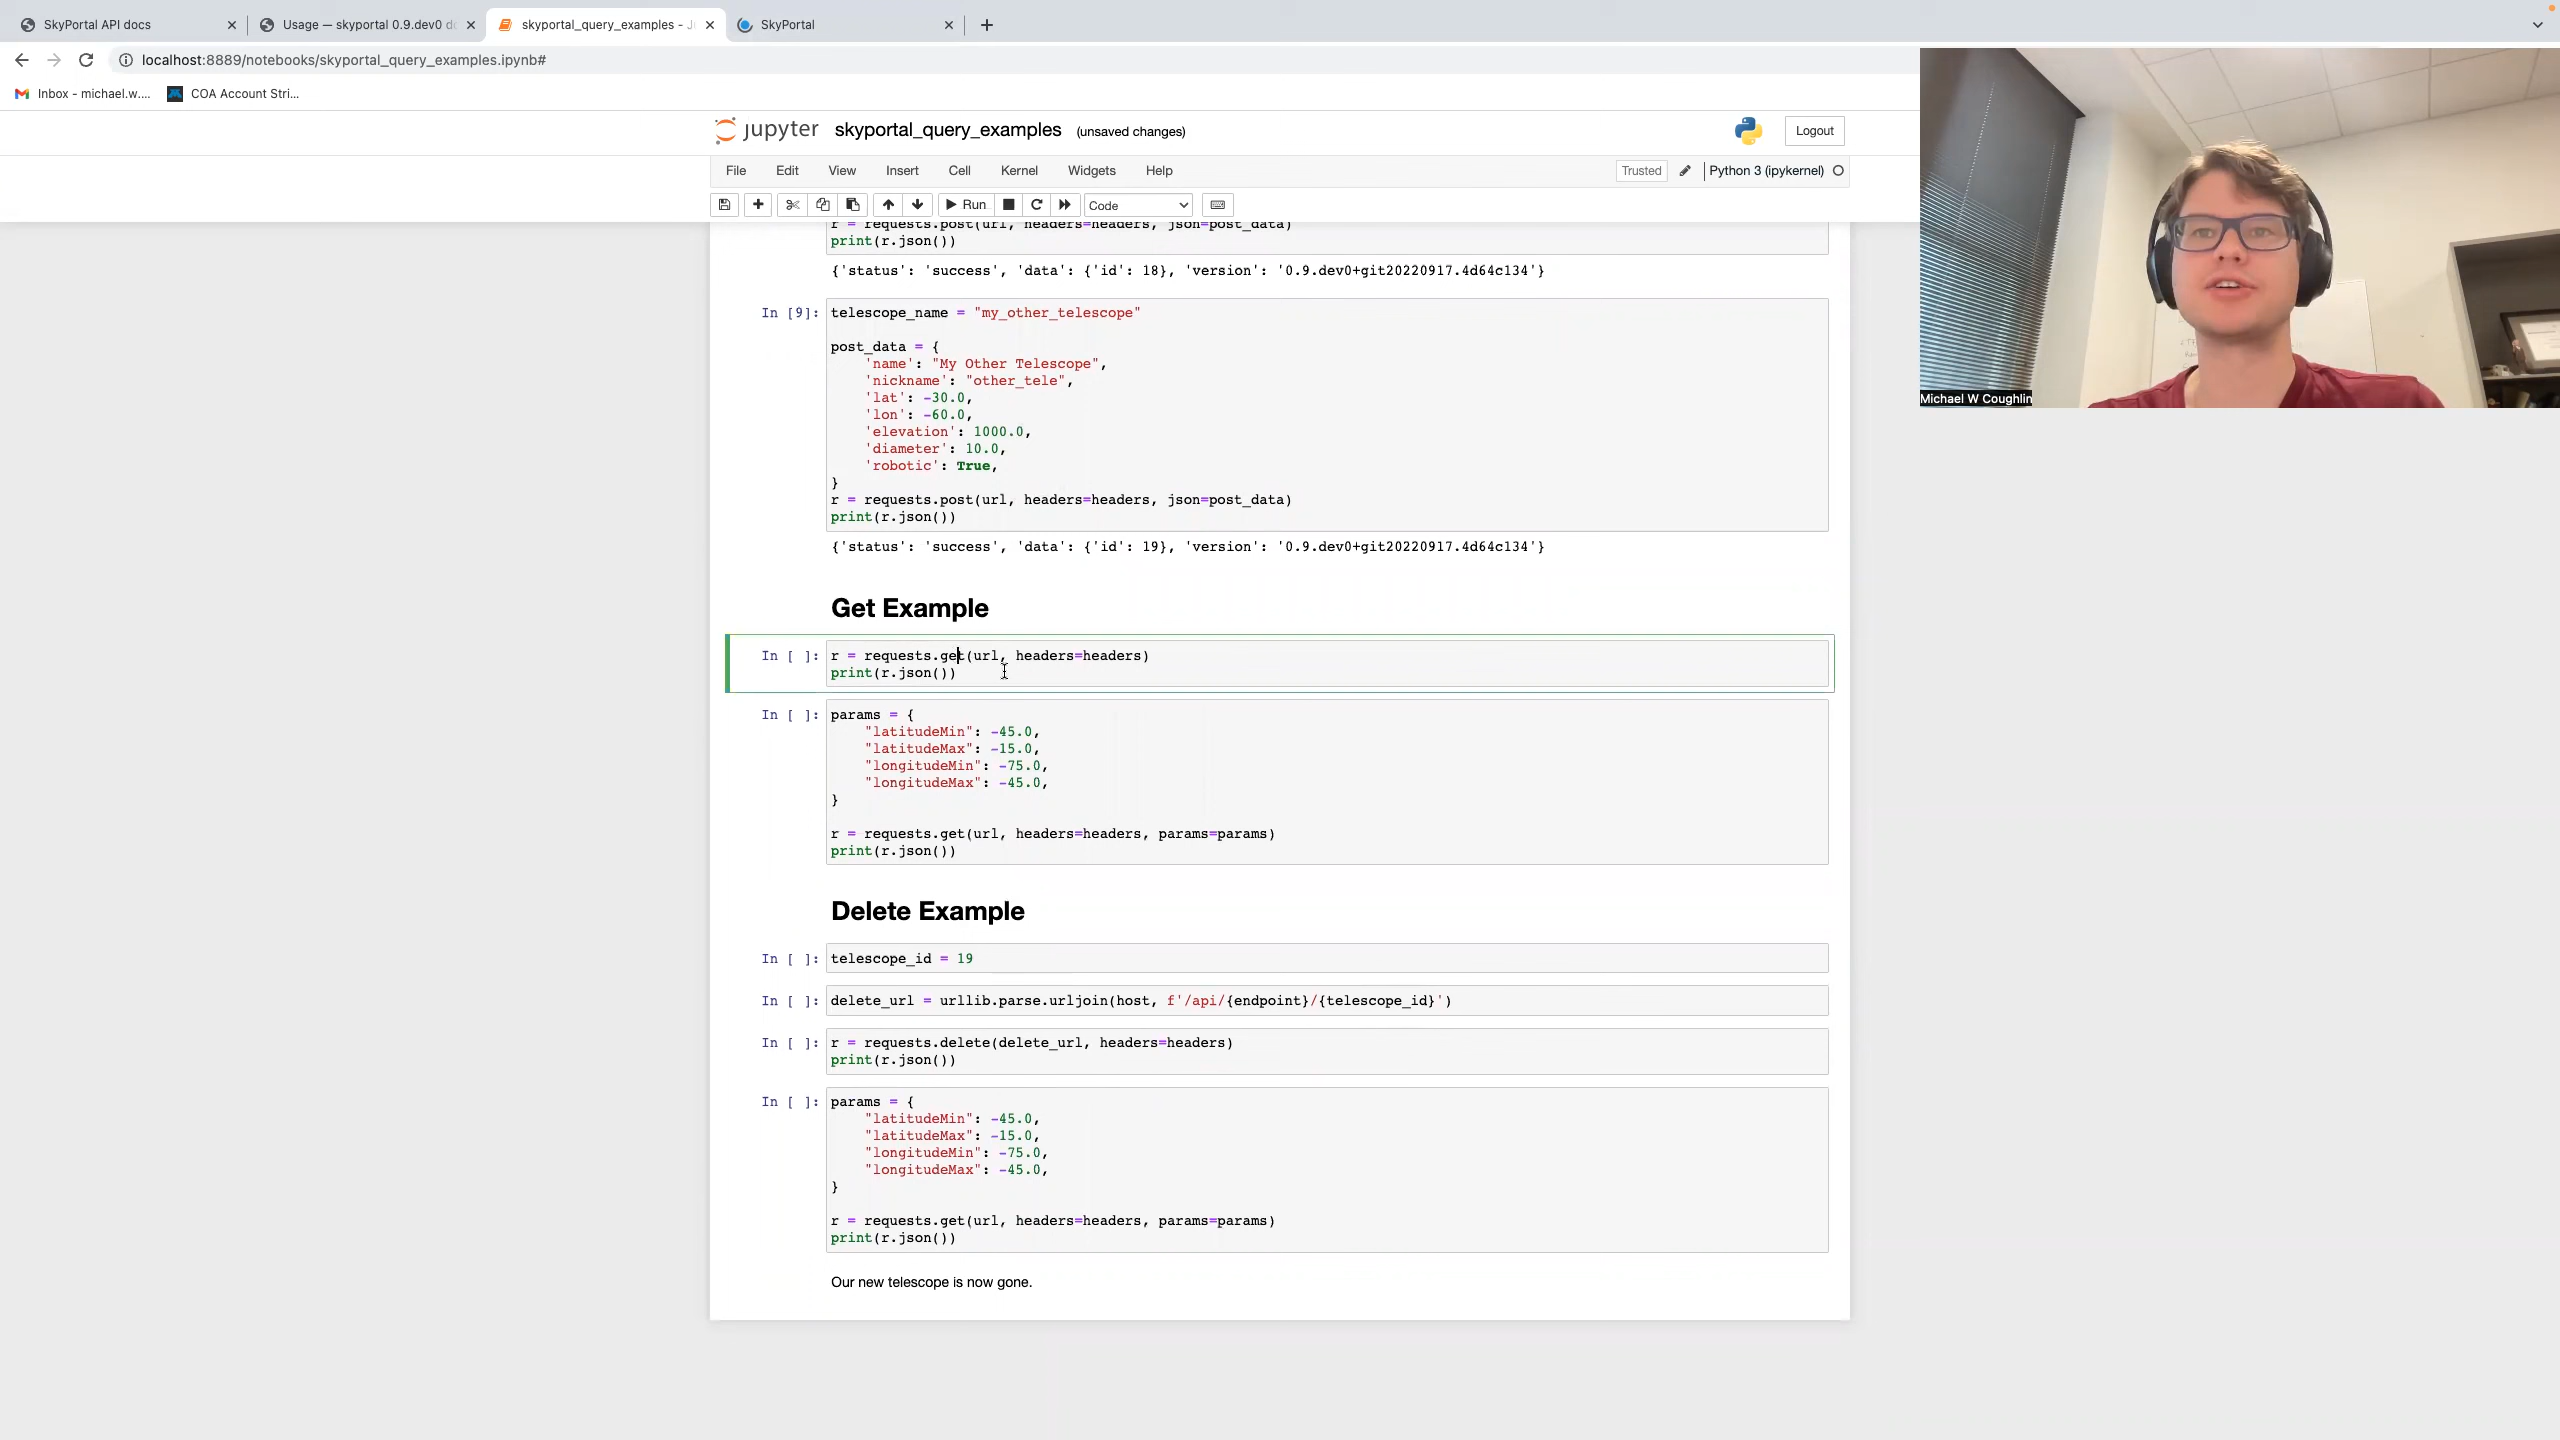 SkyPortal API docs
Usage — skyportal 0.9.dev0 do
skyportal_query_examples - Ju
SkyPortal
localhost:8889/notebooks/skyportal_query_examples.ipynb#
Inbox - michael.w....
COA Account Stri...
jupyter
skyportal_query_examples
(unsaved changes)
Logout
File
Edit
View
Insert
Cell
Kernel
Widgets
Help
Trusted
Python 3 (ipykernel)
Run
Code
r = requests.post(url, headers=headers, json=post_data)
print(r.json())
{'status': 'success', 'data': {'id': 18}, 'version': '0.9.dev0+git20220917.4d64c134'}
In [9]:
telescope_name = "my_other_telescope"
post_data = {
'name': "My Other Telescope",
'nickname': "other_tele",
'lat': -30.0,
'lon': -60.0,
'elevation': 1000.0,
'diameter': 10.0,
'robotic': True,
}
r = requests.post(url, headers=headers, json=post_data)
print(r.json())
{'status': 'success', 'data': {'id': 19}, 'version': '0.9.dev0+git20220917.4d64c134'}
Get Example
In [ ]:
r = requests.get(url, headers=headers)
print(r.json())
In [ ]:
params = {
"latitudeMin": -45.0,
"latitudeMax": -15.0,
"longitudeMin": -75.0,
"longitudeMax": -45.0,
}
r = requests.get(url, headers=headers, params=params)
print(r.json())
Delete Example
In [ ]:
telescope_id = 19
In [ ]:
delete_url = urllib.parse.urljoin(host, f'/api/{endpoint}/{telescope_id}')
In [ ]:
r = requests.delete(delete_url, headers=headers)
print(r.json())
In [ ]:
params = {
"latitudeMin": -45.0,
"latitudeMax": -15.0,
"longitudeMin": -75.0,
"longitudeMax": -45.0,
}
r = requests.get(url, headers=headers, params=params)
print(r.json())
Our new telescope is now gone.
Michael W Coughlin